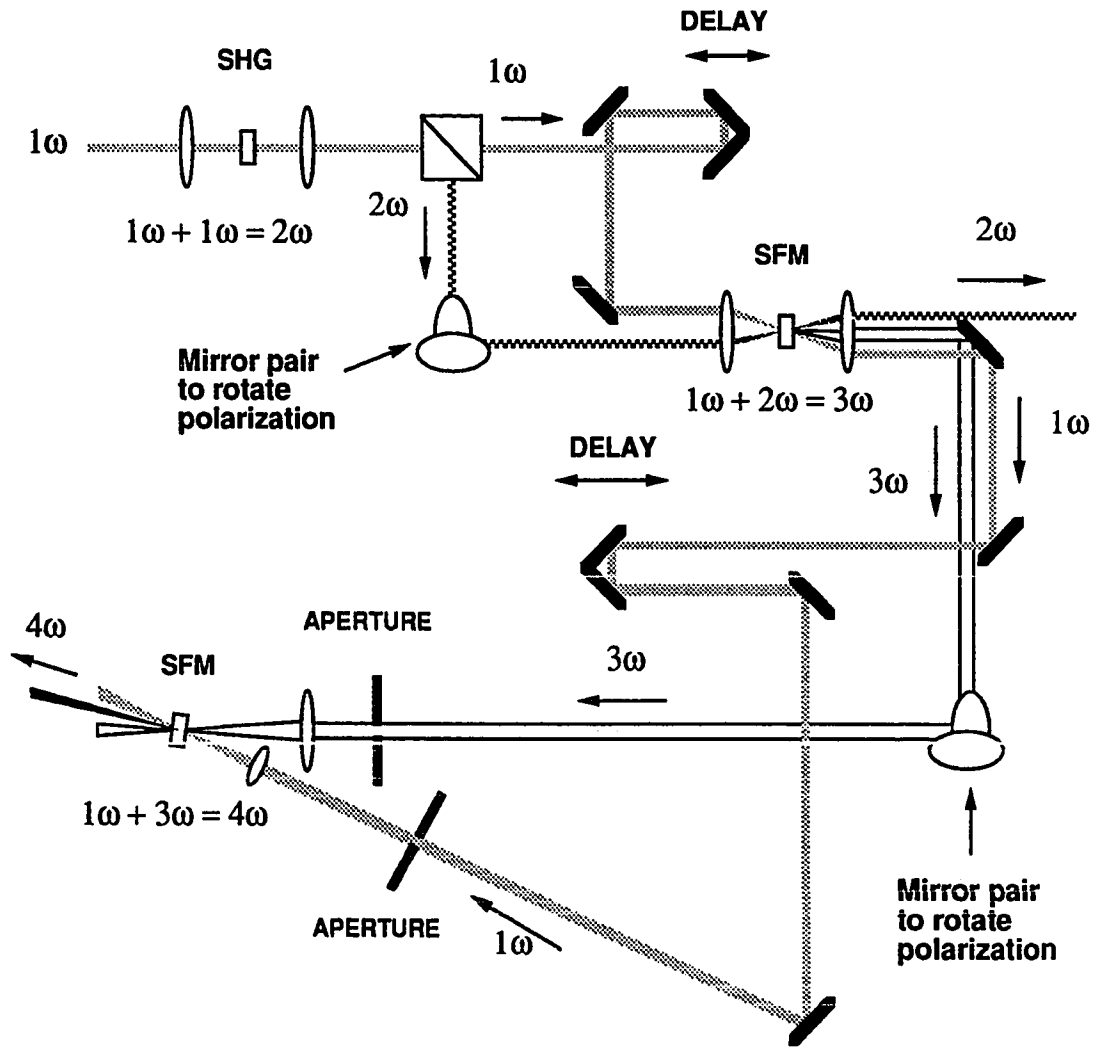 DELAY
SHG
1ω
1ω
2ω
1ω + 1ω = 2ω
2ω
SFM
Mirror pair
to rotate
polarization
1ω + 2ω = 3ω
1ω
DELAY
3ω
APERTURE
4ω
SFM
3ω
1ω + 3ω = 4ω
Mirror pair
to rotate
polarization
APERTURE
1ω